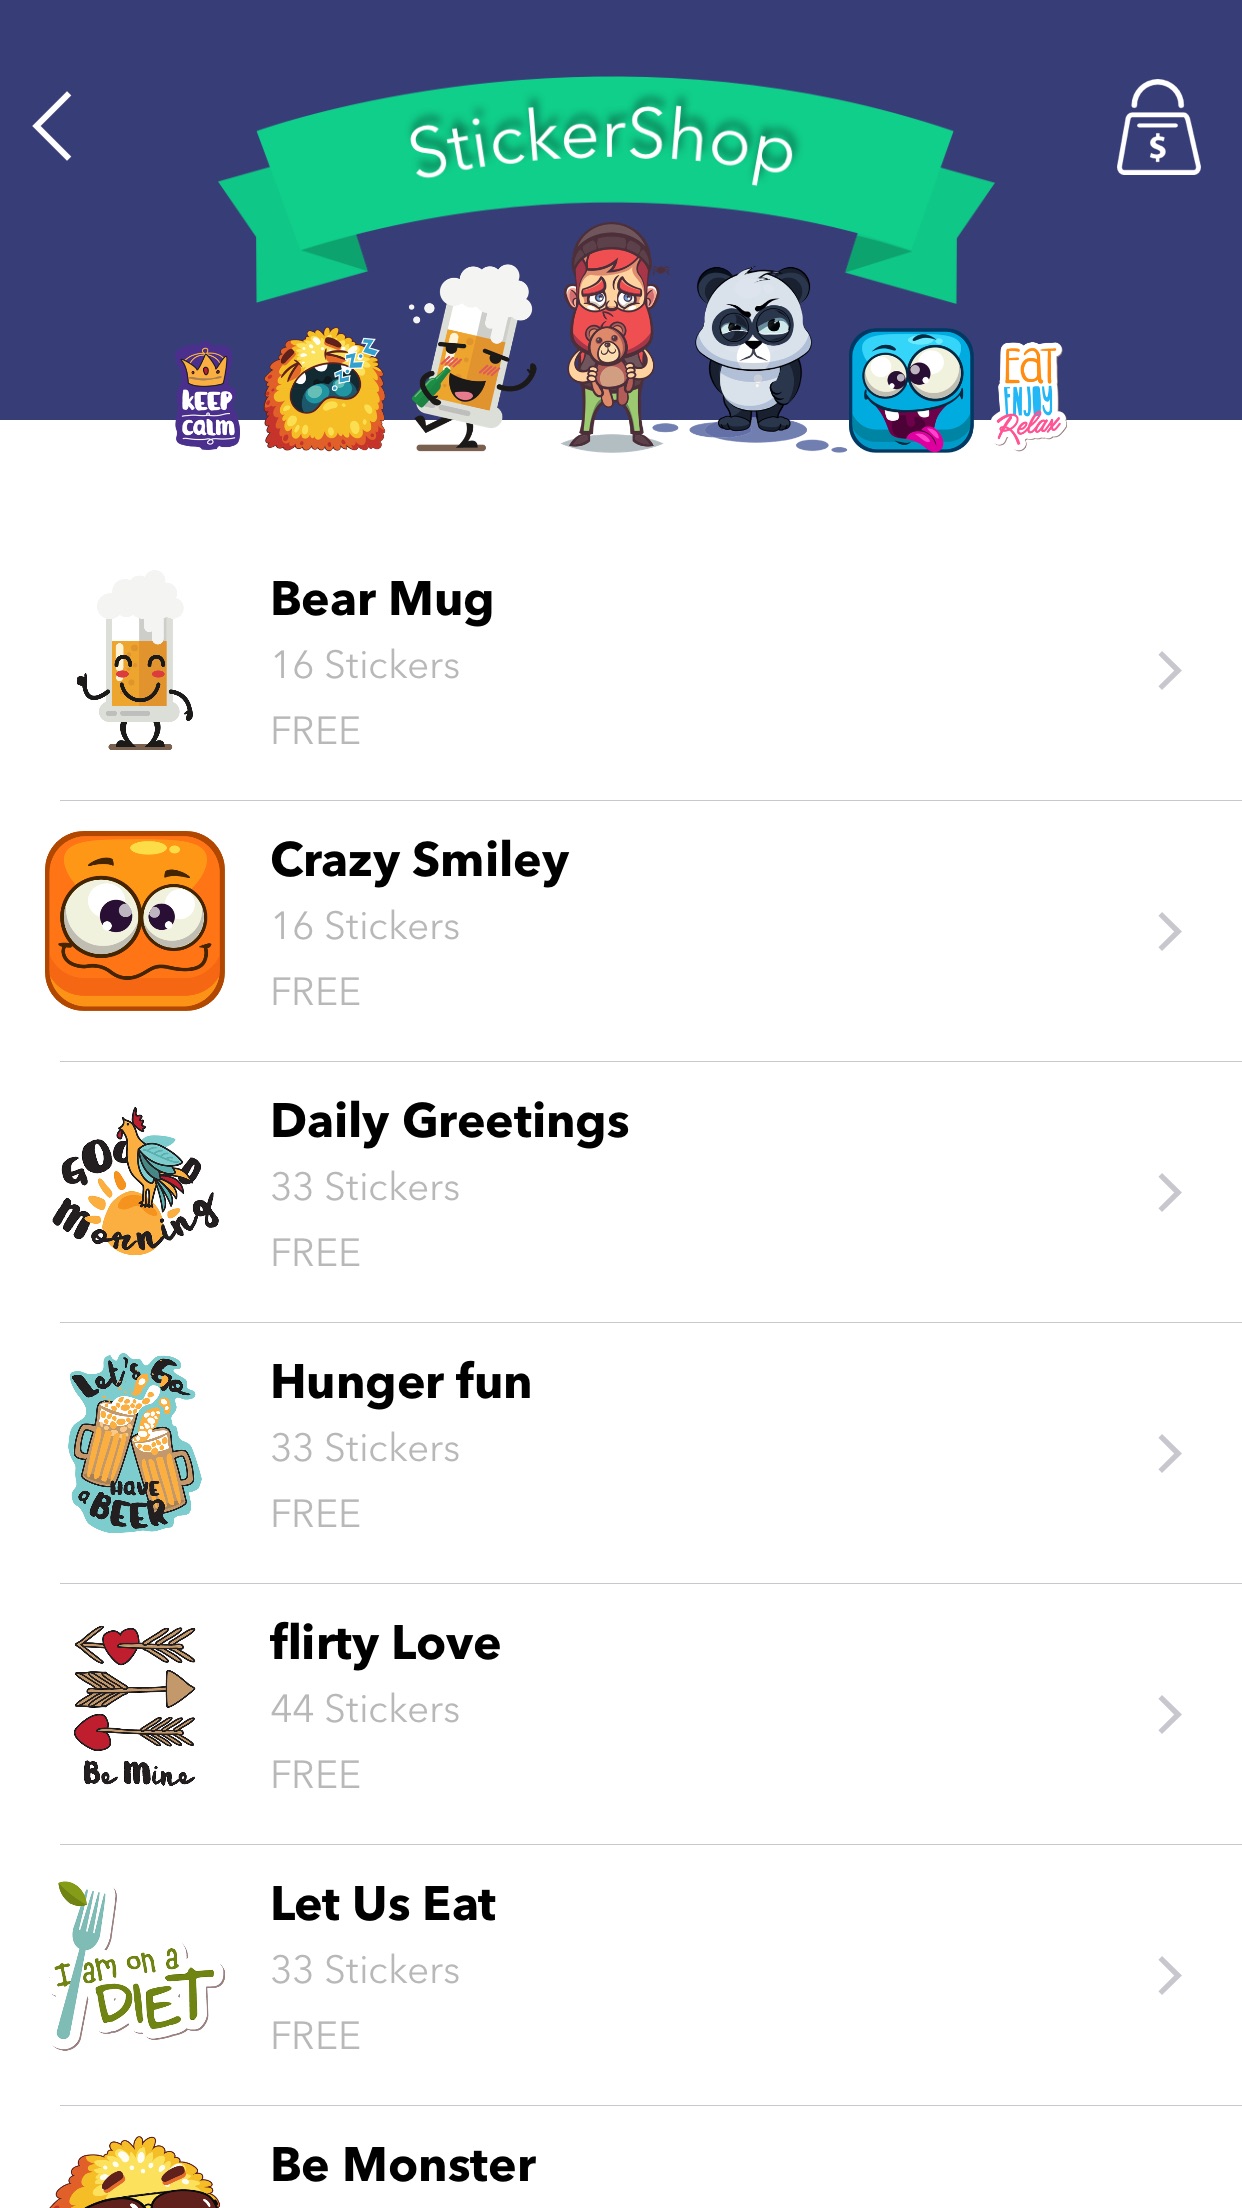 StickerShop
$
KEEP
calm
z z z
EAT
ENJOY
Relax
Bear Mug
16 Stickers
FREE
Crazy Smiley
16 Stickers
FREE
GOOD
Morning
Daily Greetings
33 Stickers
FREE
Let's Go
HAVE
a BEER
Hunger fun
33 Stickers
FREE
Be Mine
flirty Love
44 Stickers
FREE
I am on a
DIET
Let Us Eat
33 Stickers
FREE
Be Monster